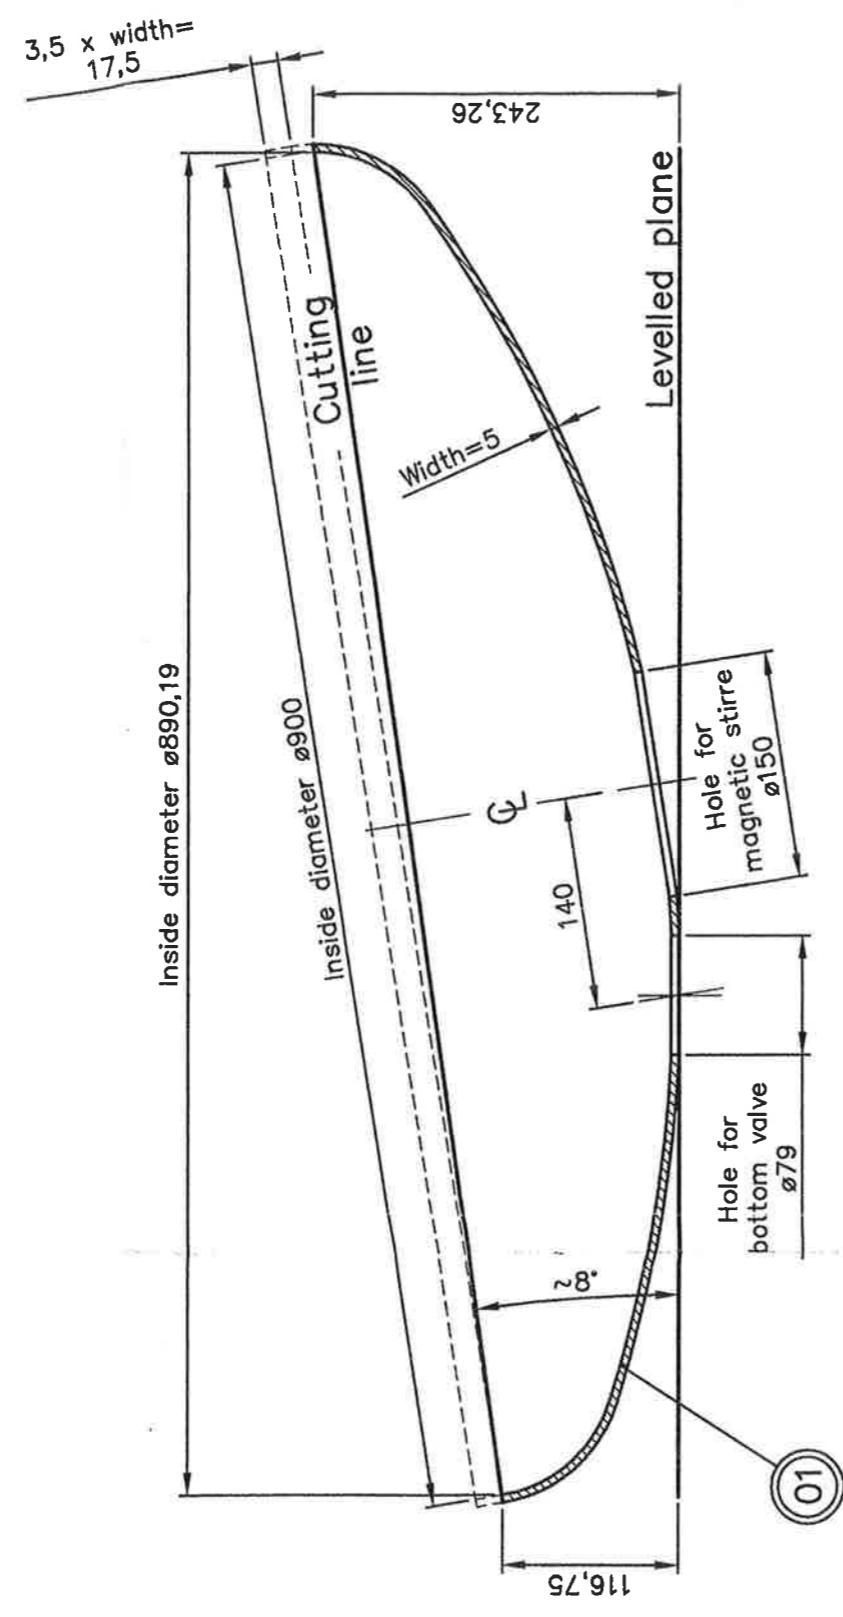 3,5 x width=
17,5
243,26
Inside diameter ø890,19
Inside diameter ø900
Cutting
line
Levelled plane
Width=5
℄
140
Hole for
magnetic stirre
ø150
Hole for
bottom valve
ø79
~8°
116,75
01